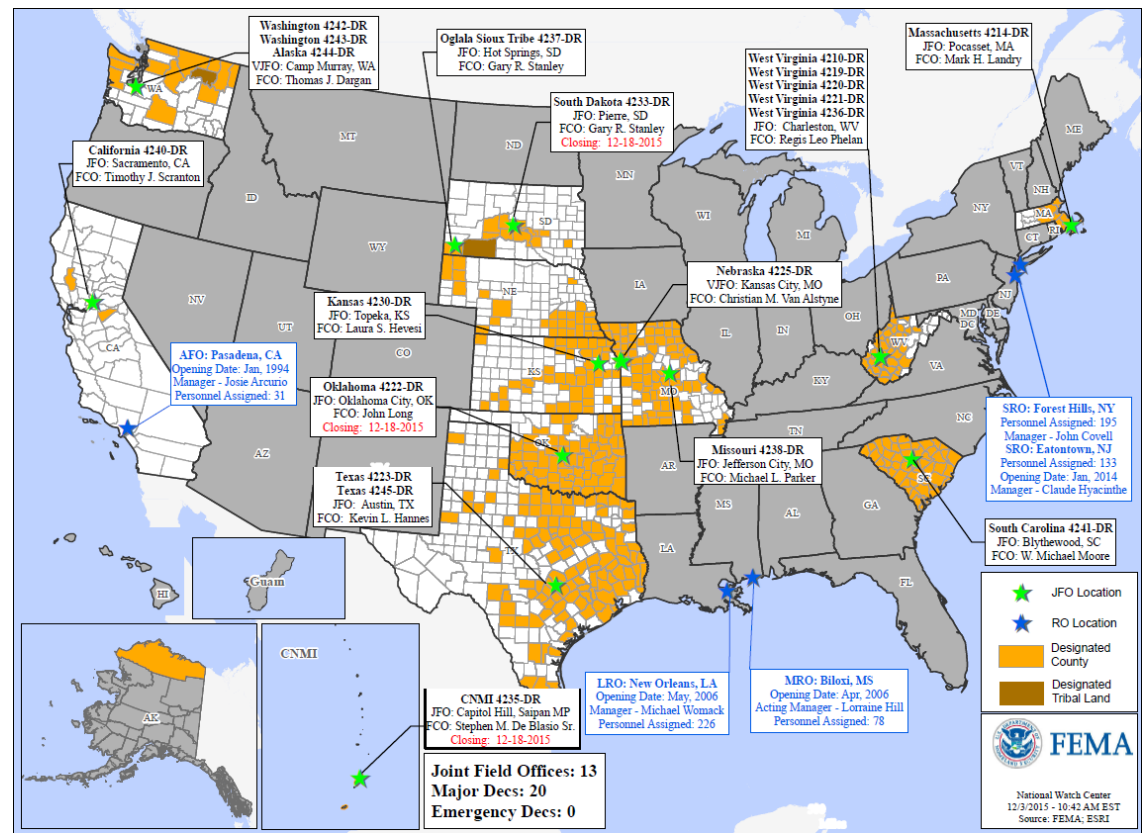 Washington 4242-DR
Washington 4243-DR
Alaska 4244-DR
VJFO: Camp Murray, WA
FCO: Thomas J. Dargan
Oglala Sioux Tribe 4237-DR
JFO: Hot Springs, SD
FCO: Gary R. Stanley
South Dakota 4233-DR
JFO: Pierre, SD
FCO: Gary R. Stanley
Closing: 12-18-2015
West Virginia 4210-DR
West Virginia 4219-DR
West Virginia 4220-DR
West Virginia 4221-DR
West Virginia 4236-DR
JFO: Charleston, WV
FCO: Regis Leo Phelan
Massachusetts 4214-DR
JFO: Pocasset, MA
FCO: Mark H. Landry
California 4240-DR
JFO: Sacramento, CA
FCO: Timothy J. Scranton
WA
MT
ND
MN
ME
VT
NH
ID
SD
WI
MI
NY
MA
CT
RI
WY
NE
IA
PA
NJ
NV
UT
CO
IL
IN
OH
MD
DE
DC
WV
VA
CA
KS
MO
KY
Nebraska 4225-DR
VJFO: Kansas City, MO
FCO: Christian M. Van Alstyne
Kansas 4230-DR
JFO: Topeka, KS
FCO: Laura S. Hevesi
AFO: Pasadena, CA
Opening Date: Jan, 1994
Manager - Josie Arcurio
Personnel Assigned: 31
Oklahoma 4222-DR
JFO: Oklahoma City, OK
FCO: John Long
Closing: 12-18-2015
Missouri 4238-DR
JFO: Jefferson City, MO
FCO: Michael L. Parker
SRO: Forest Hills, NY
Personnel Assigned: 195
Manager - John Covell
SRO: Eatontown, NJ
Personnel Assigned: 133
Opening Date: Jan, 2014
Manager - Claude Hyacinthe
AZ
OK
AR
TN
NC
SC
Texas 4223-DR
Texas 4245-DR
JFO: Austin, TX
FCO: Kevin L. Hannes
TX
LA
MS
AL
GA
FL
South Carolina 4241-DR
JFO: Blythewood, SC
FCO: W. Michael Moore
HI
Guam
AK
CNMI
JFO Location
RO Location
Designated
County
Designated
Tribal Land
LRO: New Orleans, LA
Opening Date: May, 2006
Manager - Michael Womack
Personnel Assigned: 226
MRO: Biloxi, MS
Opening Date: Apr, 2006
Acting Manager - Lorraine Hill
Personnel Assigned: 78
CNMI 4235-DR
JFO: Capitol Hill, Saipan MP
FCO: Stephen M. De Blasio Sr.
Closing: 12-18-2015
Joint Field Offices: 13
Major Decs: 20
Emergency Decs: 0
FEMA
National Watch Center
12/3/2015 - 10:42 AM EST
Source: FEMA; ESRI